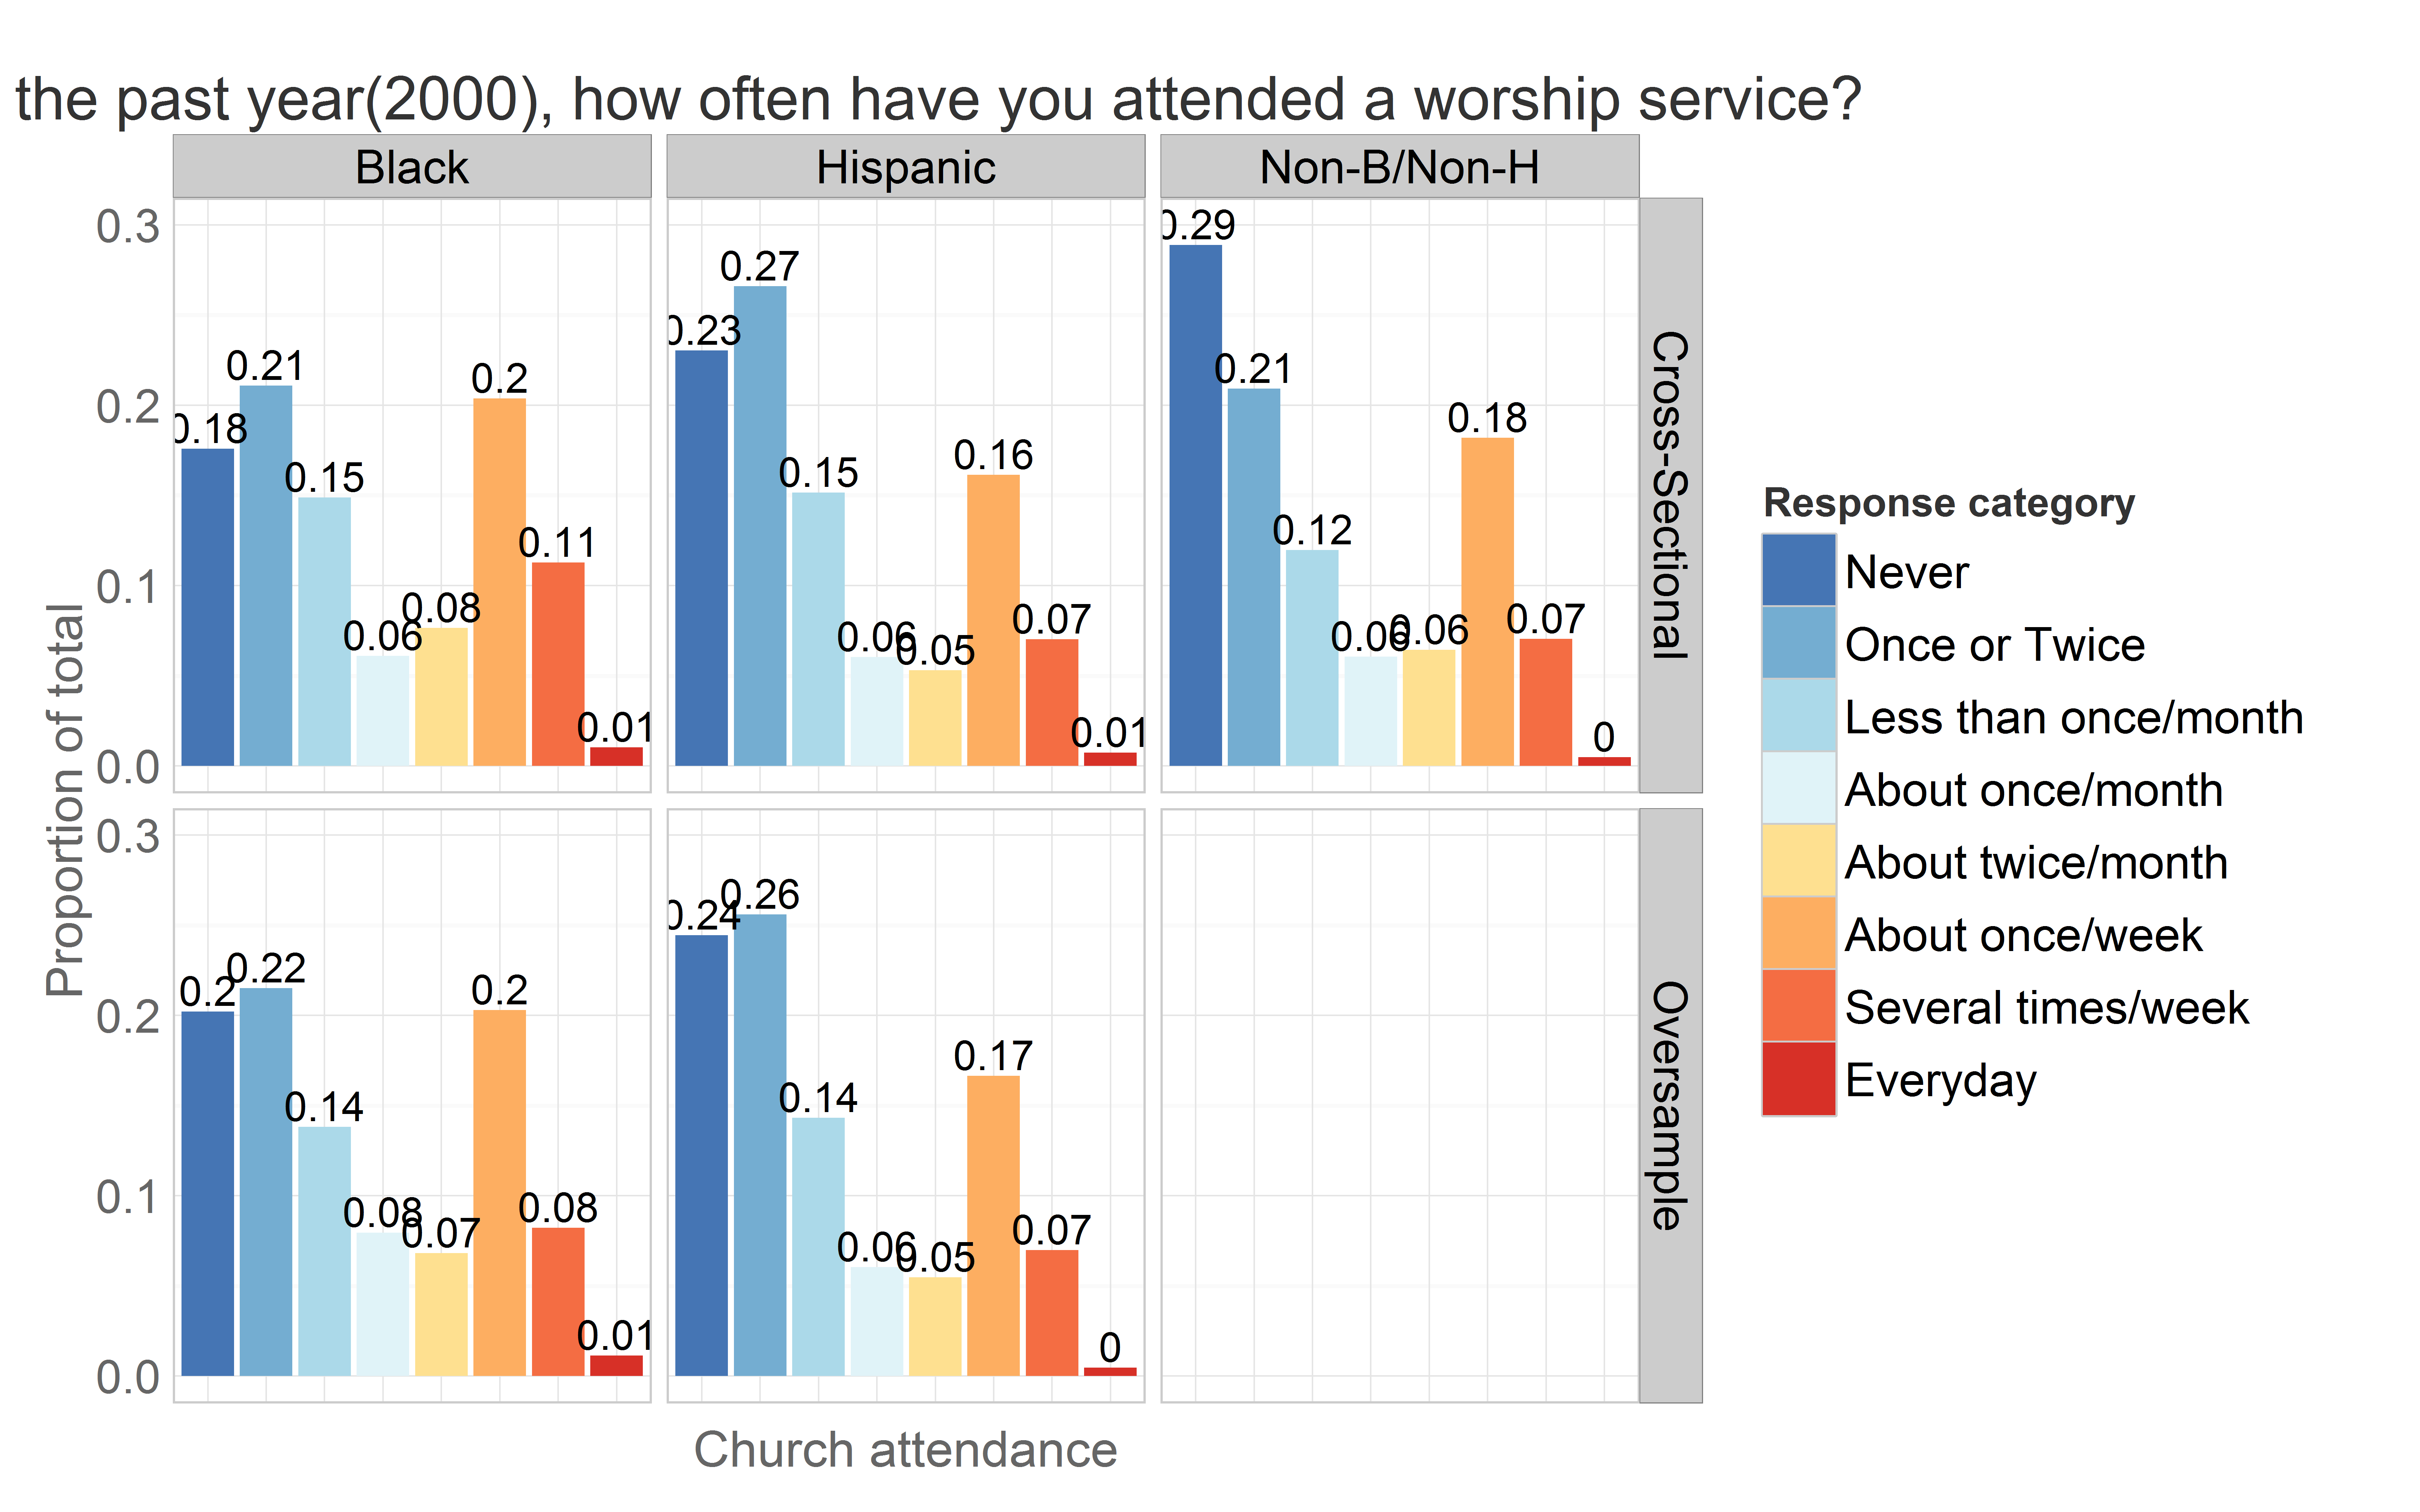 the past year(2000), how often have you attended a worship service?
Black
Hispanic
Non-B/Non-H
Proportion of total
0.3
0.2
0.1
0.0
0.18
0.21
0.15
0.06
0.08
0.2
0.11
0.01
0.23
0.27
0.15
0.06
0.05
0.16
0.07
0.01
0.29
0.21
0.12
0.06
0.06
0.18
0.07
0
Cross-Sectional
0.3
0.2
0.1
0.0
0.2
0.22
0.14
0.08
0.07
0.2
0.08
0.01
0.24
0.26
0.14
0.06
0.05
0.17
0.07
0
Oversample
Church attendance
Response category
Never
Once or Twice
Less than once/month
About once/month
About twice/month
About once/week
Several times/week
Everyday